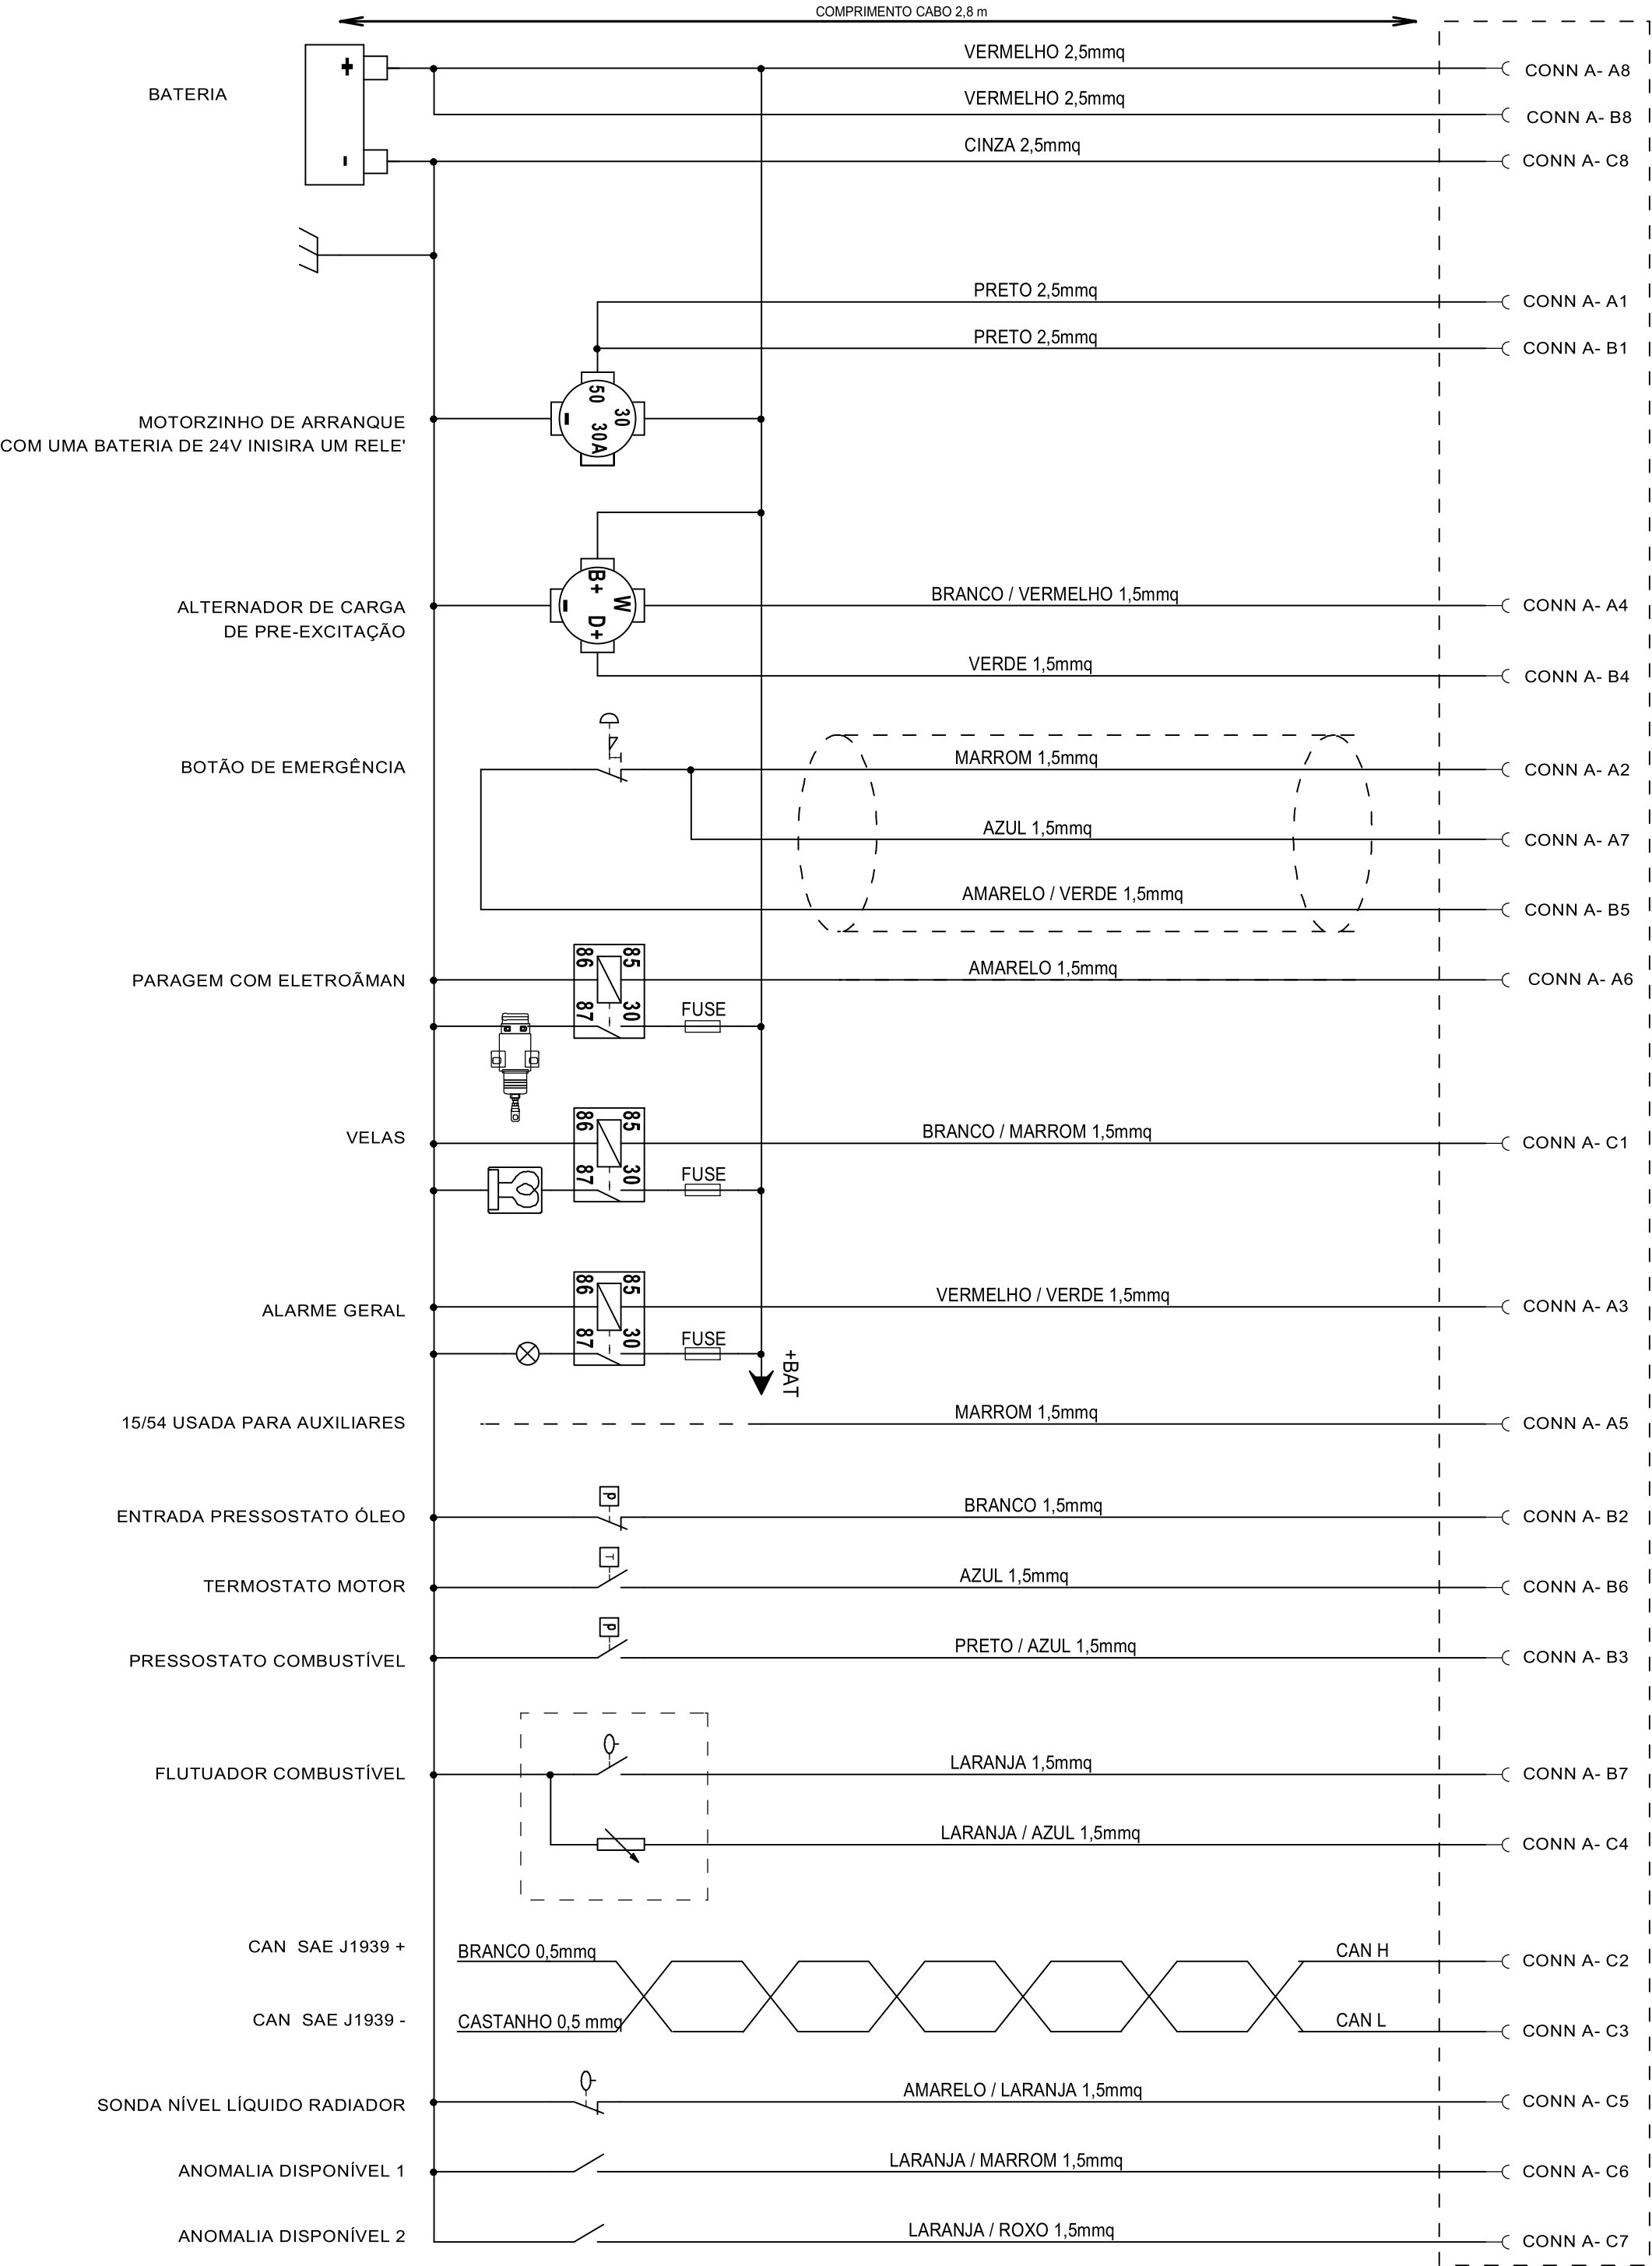 COMPRIMENTO CABO 2,8 m
BATERIA
+
VERMELHO 2,5mmq
CONN A- A8
VERMELHO 2,5mmq
CONN A- B8
-
CINZA 2,5mmq
CONN A- C8
PRETO 2,5mmq
CONN A- A1
PRETO 2,5mmq
CONN A- B1
MOTORZINHO DE ARRANQUE
COM UMA BATERIA DE 24V INISIRA UM RELE'
50
30
30A
-
ALTERNADOR DE CARGA
DE PRE-EXCITAÇÃO
B+
W
D+
-
BRANCO / VERMELHO 1,5mmq
CONN A- A4
VERDE 1,5mmq
CONN A- B4
BOTÃO DE EMERGÊNCIA
MARROM 1,5mmq
CONN A- A2
AZUL 1,5mmq
CONN A- A7
AMARELO / VERDE 1,5mmq
CONN A- B5
PARAGEM COM ELETROÃMAN
86
85
87
30
FUSE
AMARELO 1,5mmq
CONN A- A6
VELAS
86
85
87
30
FUSE
BRANCO / MARROM 1,5mmq
CONN A- C1
ALARME GERAL
86
85
87
30
FUSE
VERMELHO / VERDE 1,5mmq
CONN A- A3
+BAT
15/54 USADA PARA AUXILIARES
MARROM 1,5mmq
CONN A- A5
ENTRADA PRESSOSTATO ÓLEO
P
BRANCO 1,5mmq
CONN A- B2
TERMOSTATO MOTOR
T
AZUL 1,5mmq
CONN A- B6
PRESSOSTATO COMBUSTÍVEL
P
PRETO / AZUL 1,5mmq
CONN A- B3
FLUTUADOR COMBUSTÍVEL
LARANJA 1,5mmq
CONN A- B7
LARANJA / AZUL 1,5mmq
CONN A- C4
CAN SAE J1939 +
BRANCO 0,5mmq
CAN H
CONN A- C2
CAN SAE J1939 -
CASTANHO 0,5 mmq
CAN L
CONN A- C3
SONDA NÍVEL LÍQUIDO RADIADOR
AMARELO / LARANJA 1,5mmq
CONN A- C5
ANOMALIA DISPONÍVEL 1
LARANJA / MARROM 1,5mmq
CONN A- C6
ANOMALIA DISPONÍVEL 2
LARANJA / ROXO 1,5mmq
CONN A- C7